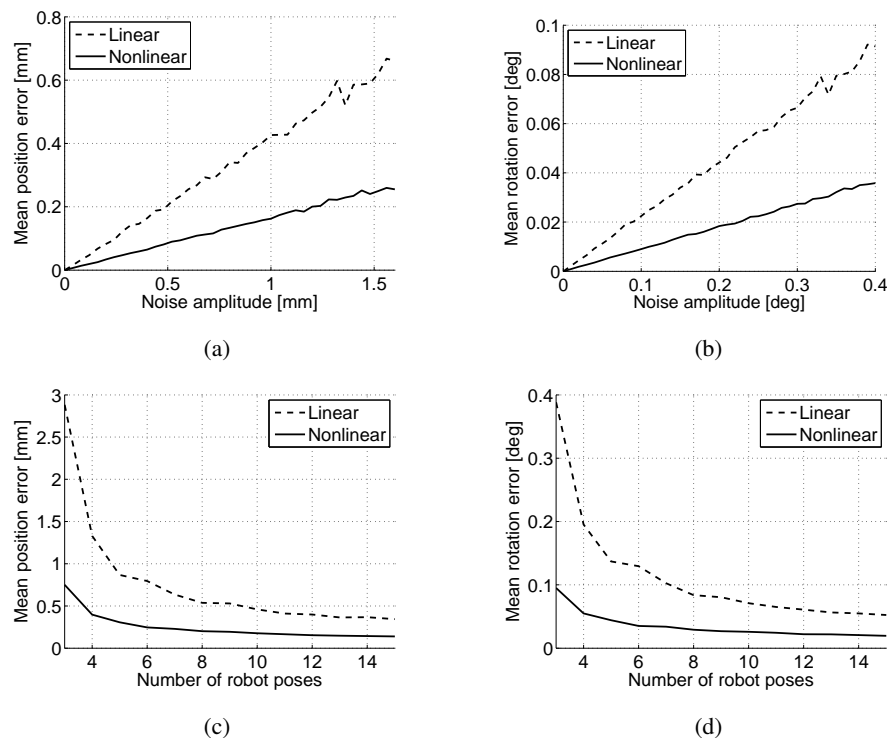 Mean position error [mm]
0.8
0.6
0.4
0.2
0
Linear
Nonlinear
0 0.5 1 1.5
Noise amplitude [mm]
(a)
Mean rotation error [deg]
0.1
0.08
0.06
0.04
0.02
0
Linear
Nonlinear
0 0.1 0.2 0.3 0.4
Noise amplitude [deg]
(b)
Mean position error [mm]
3
2.5
2
1.5
1
0.5
0
Linear
Nonlinear
4 6 8 10 12 14
Number of robot poses
(c)
Mean rotation error [deg]
0.4
0.3
0.2
0.1
0
Linear
Nonlinear
4 6 8 10 12 14
Number of robot poses
(d)